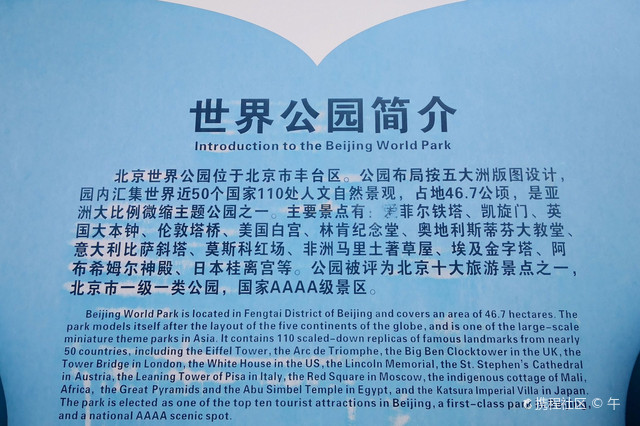 世界公园简介
Introduction to the Beijing World Park
北京世界公园位于北京市丰台区。公园布局按五大洲版图设计，
园内汇集世界近50个国家110处人文自然景观，占地46.7公顷，是亚
洲大比例微缩主题公园之一。主要景点有：菲尔铁塔、凯旋门、英
国大本钟、伦敦塔桥、美国白宫、林肯纪念堂、奥地利斯蒂芬大教堂、
意大利比萨斜塔、莫斯科红场、非洲马里土著草屋、埃及金字塔、阿
布希姆尔神殿、日本桂离宫等。公园被评为北京十大旅游景点之一，
北京市一级一类公园，国家AAAA级景区。
Beijing World Park is located in Fengtai District of Beijing and covers an area of 46.7 hectares. The
park models itself after the layout of the five continents of the globe, and is one of the large-scale
miniature theme parks in Asia. It contains 110 scaled-down replicas of famous landmarks from nearly
50 countries, including the Eiffel Tower, the Arc de Triomphe, the Big Ben Clocktower in the UK, the
Tower Bridge in London, the White House in the US, the Lincoln Memorial, the St. Stephen's Cathedral
in Austria, the Leaning Tower of Pisa in Italy, the Red Square in Moscow, the indigenous cottage of Mali,
Africa, the Great Pyramids and the Abu Simbel Temple in Egypt, and the Katsura Imperial Villa in Japan.
The park is elected as one of the top ten tourist attractions in Beijing, a first-class park
and a national AAAA scenic spot.
携程社区 © 午